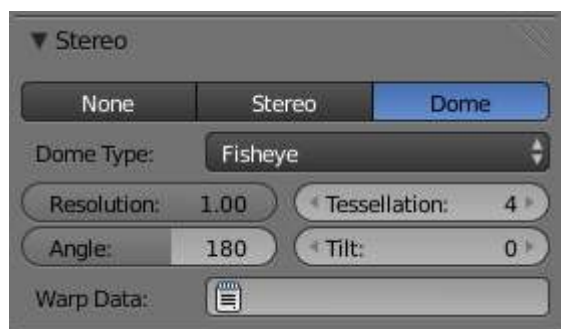 Stereo
None Stereo Dome
Dome Type: Fisheye
Resolution: 1.00 Tessellation: 4
Angle: 180 Tilt: 0
Warp Data: